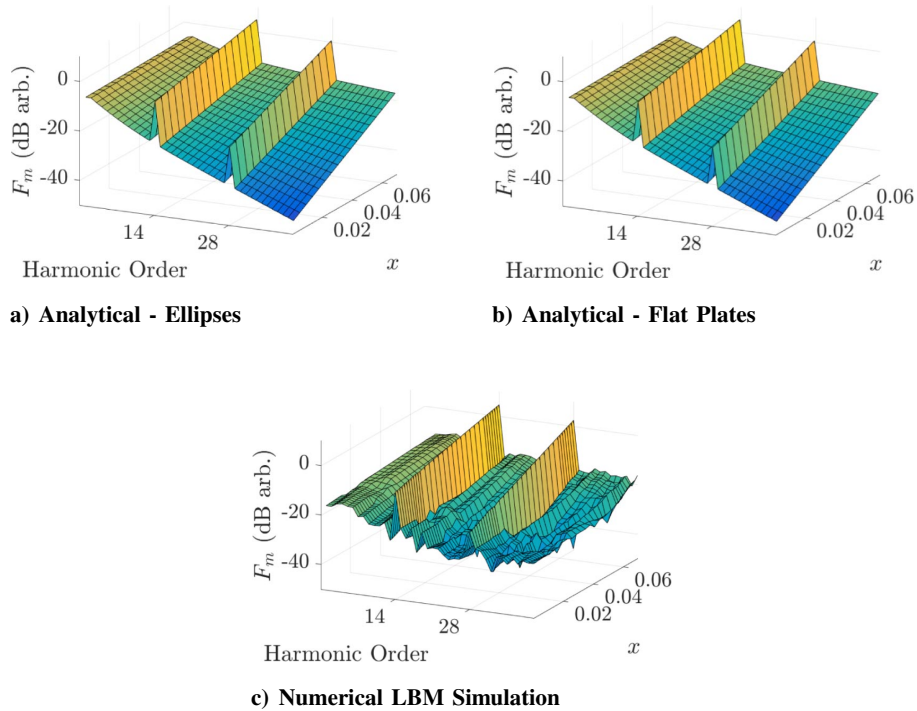 0
-20
-40
F_m (dB arb.)
14
28
Harmonic Order
0.02
0.04
0.06
x
a) Analytical - Ellipses
0
-20
-40
F_m (dB arb.)
14
28
Harmonic Order
0.02
0.04
0.06
x
b) Analytical - Flat Plates
0
-20
-40
F_m (dB arb.)
14
28
Harmonic Order
0.02
0.04
0.06
x
c) Numerical LBM Simulation